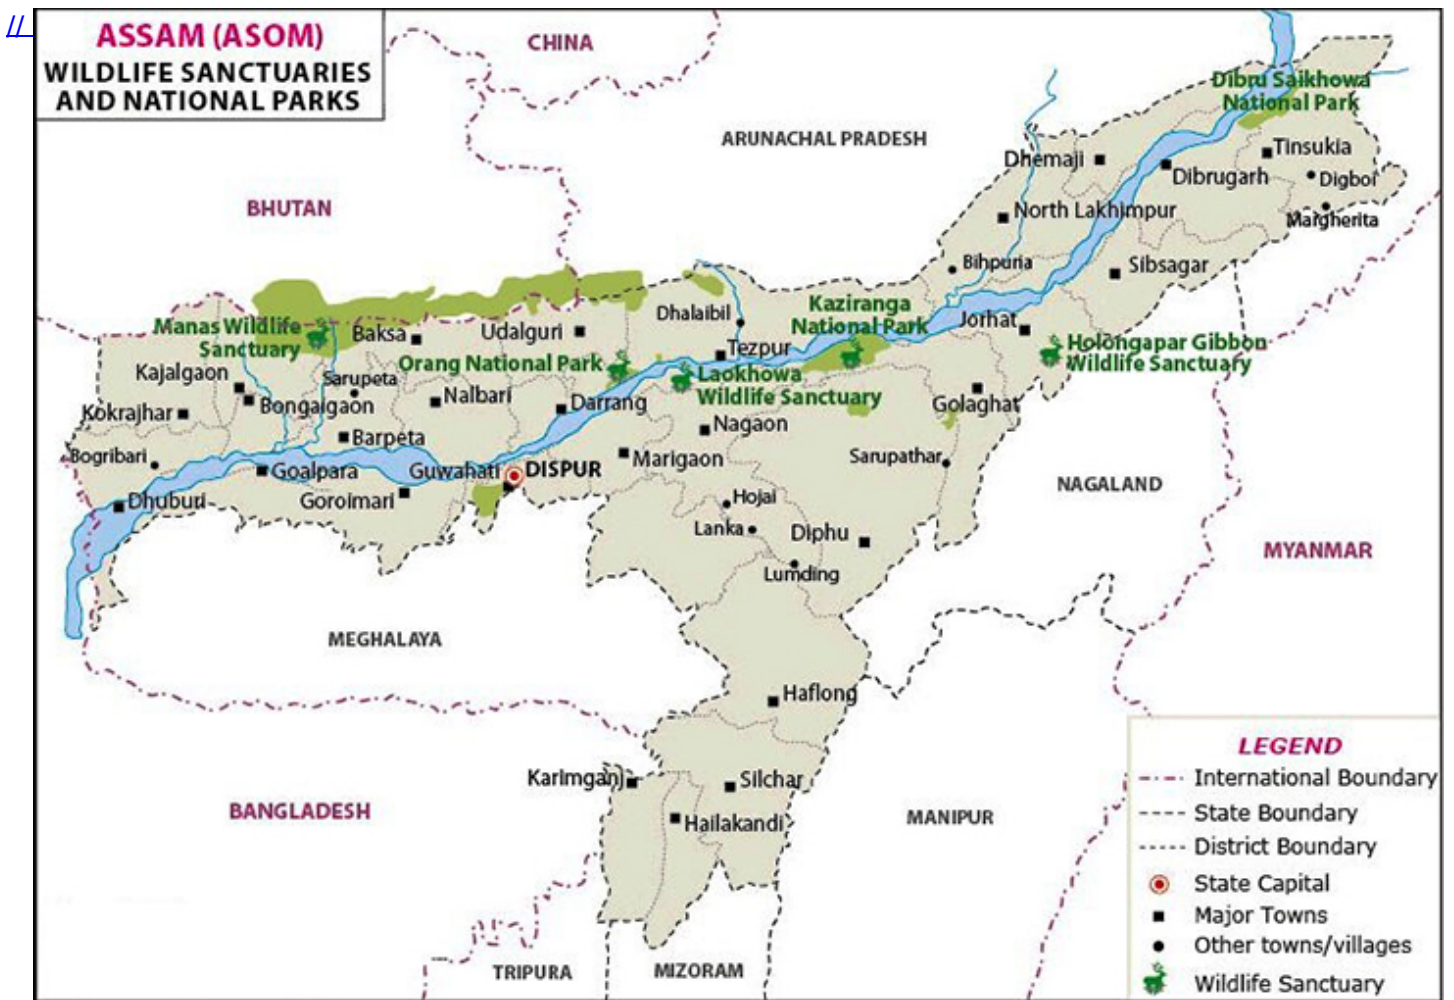 //
ASSAM (ASOM)
WILDLIFE SANCTUARIES
AND NATIONAL PARKS
CHINA
ARUNACHAL PRADESH
BHUTAN
Dibru Saikhowa
National Park
Dhemaji
Tinsukia
Dibrugarh
Digboi
North Lakhimpur
Margherita
Bihpuria
Sibsagar
Kaziranga
National Park
Dhalaibil
Jorhat
Manas Wildlife
Sanctuary
Baksa
Udalguri
Tezpur
Holongapar Gibbon
Wildlife Sanctuary
Orang National Park
Laokhowa
Wildlife Sanctuary
Kajalgaon
Sarupeta
Nalbari
Darrang
Golaghat
Kokrajhar
Bongaigaon
Nagaon
Barpeta
Bogribari
Goalpara
Guwahati
DISPUR
Marigaon
Sarupathar
NAGALAND
Dhuburi
Goroimari
Hojai
Lanka
Diphu
MYANMAR
Lumding
MEGHALAYA
Haflong
Karimganj
Silchar
BANGLADESH
Hailakandi
MANIPUR
TRIPURA
MIZORAM
LEGEND
International Boundary
State Boundary
District Boundary
State Capital
Major Towns
Other towns/villages
Wildlife Sanctuary